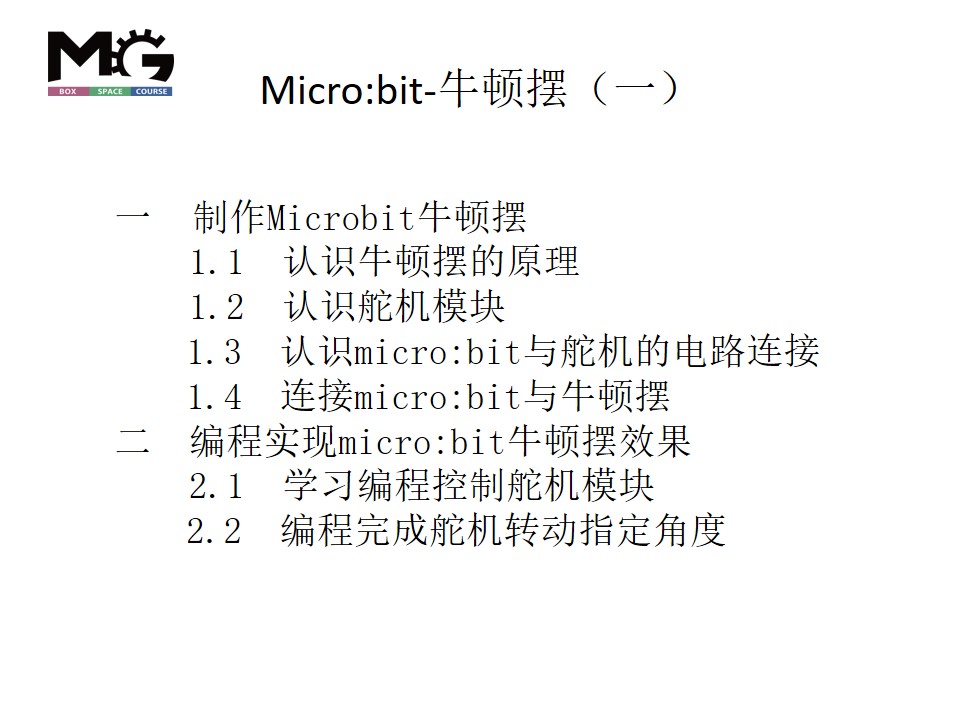 MG
BOX SPACE COURSE
Micro:bit-牛顿摆（一）
一 制作Microbit牛顿摆
1.1 认识牛顿摆的原理
1.2 认识舵机模块
1.3 认识micro:bit与舵机的电路连接
1.4 连接micro:bit与牛顿摆
二 编程实现micro:bit牛顿摆效果
2.1 学习编程控制舵机模块
2.2 编程完成舵机转动指定角度